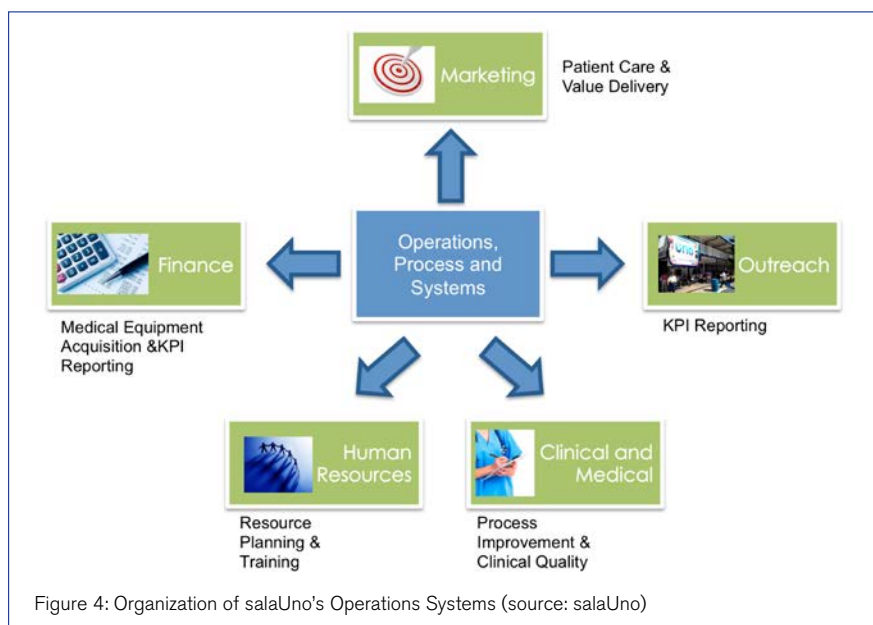 Marketing
Patient Care &
Value Delivery
Finance
Medical Equipment
Acquisition &KPI
Reporting
Operations,
Process and
Systems
Outreach
KPI Reporting
Human
Resources
Resource
Planning &
Training
Clinical and
Medical
Process
Improvement &
Clinical Quality
Figure 4: Organization of salaUno's Operations Systems (source: salaUno)